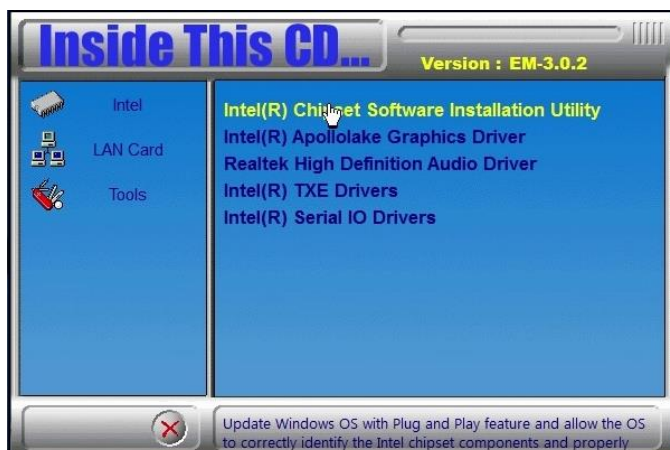 Inside This CD...
Version : EM-3.0.2
Intel
LAN Card
Tools
Intel(R) Chipset Software Installation Utility
Intel(R) Apollolake Graphics Driver
Realtek High Definition Audio Driver
Intel(R) TXE Drivers
Intel(R) Serial IO Drivers
Update Windows OS with Plug and Play feature and allow the OS
to correctly identify the Intel chipset components and properly